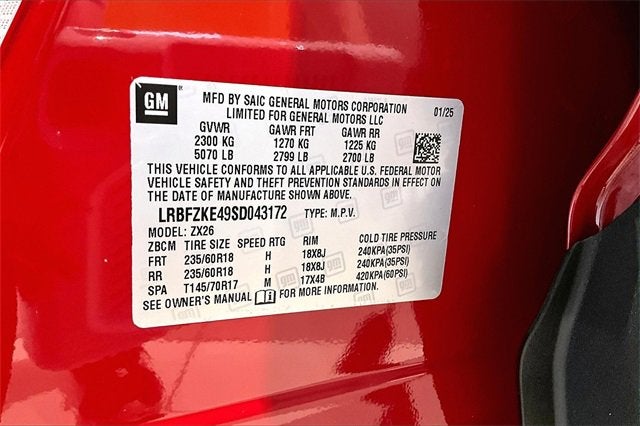 GM
MFD BY SAIC GENERAL MOTORS CORPORATION 01/25
LIMITED FOR GENERAL MOTORS LLC
GVWR GAWR FRT GAWR RR
2300 KG 1270 KG 1225 KG
5070 LB 2799 LB 2700 LB
THIS VEHICLE CONFORMS TO ALL APPLICABLE U.S. FEDERAL MOTOR
VEHICLE SAFETY AND THEFT PREVENTION STANDARDS IN EFFECT ON
THE DATE OF MANUFACTURE SHOWN ABOVE.
LRBFZKE49SD043172 TYPE: M.P.V.
MODEL: ZX26
ZBCM TIRE SIZE SPEED RTG RIM COLD TIRE PRESSURE
FRT 235/60R18 H 18X8J 240KPA(35PSI)
RR 235/60R18 H 18X8J 240KPA(35PSI)
SPA T145/70R17 M 17X4B 420KPA(60PSI)
SEE OWNER'S MANUAL FOR MORE INFORMATION.